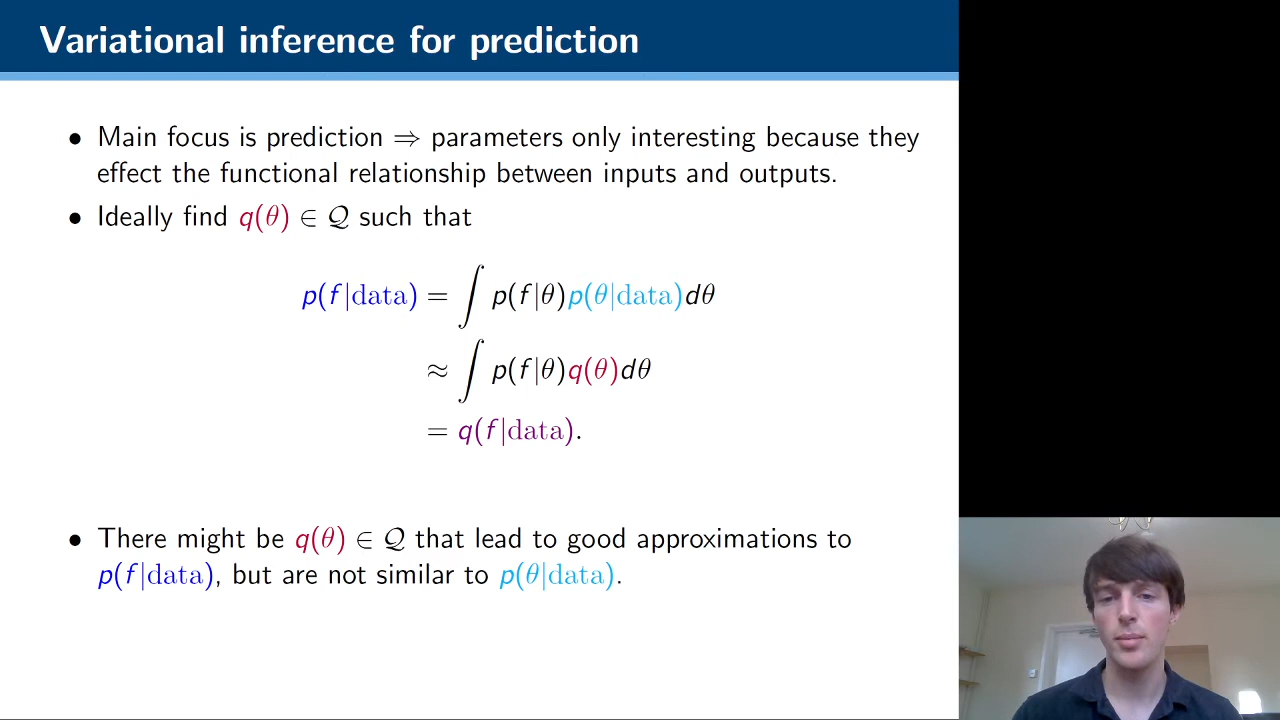 Variational inference for prediction
• Main focus is prediction ⇒ parameters only interesting because they
effect the functional relationship between inputs and outputs.
• Ideally find q(θ) ∈ 𝒬 such that
p(f|data) = ∫ p(f|θ)p(θ|data)dθ
≈ ∫ p(f|θ)q(θ)dθ
= q(f|data).
• There might be q(θ) ∈ 𝒬 that lead to good approximations to
p(f|data), but are not similar to p(θ|data).